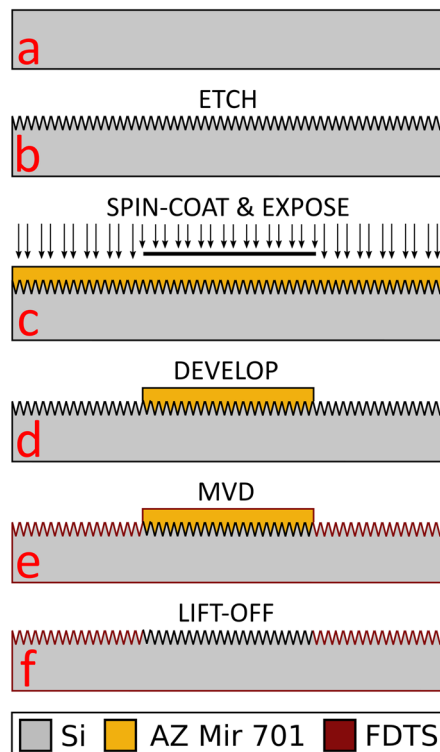 a
ETCH
b
SPIN-COAT & EXPOSE
c
DEVELOP
d
MVD
e
LIFT-OFF
f
Si AZ Mir 701 FDTS